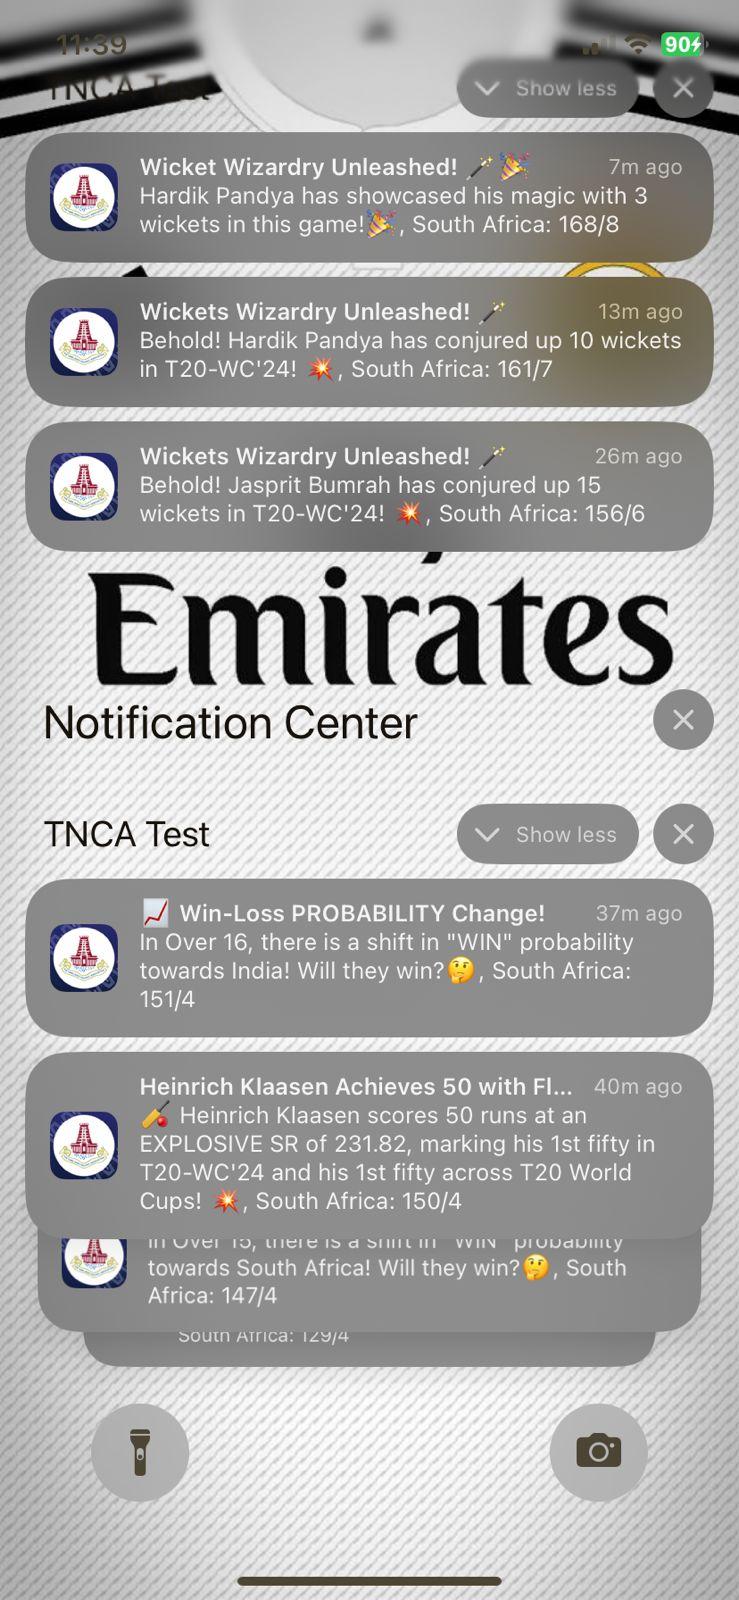 11:39
90
TNCA Test
Show less
Wicket Wizardry Unleashed! 🪄🎉 7m ago
Hardik Pandya has showcased his magic with 3
wickets in this game!🎉, South Africa: 168/8
Wickets Wizardry Unleashed! 🪄 13m ago
Behold! Hardik Pandya has conjured up 10 wickets
in T20-WC'24! 💥, South Africa: 161/7
Wickets Wizardry Unleashed! 🪄 26m ago
Behold! Jasprit Bumrah has conjured up 15
wickets in T20-WC'24! 💥, South Africa: 156/6
Emirates
Notification Center
TNCA Test
Show less
📈 Win-Loss PROBABILITY Change! 37m ago
In Over 16, there is a shift in "WIN" probability
towards India! Will they win?🤔, South Africa:
151/4
Heinrich Klaasen Achieves 50 with Fl... 40m ago
🏏 Heinrich Klaasen scores 50 runs at an
EXPLOSIVE SR of 231.82, marking his 1st fifty in
T20-WC'24 and his 1st fifty across T20 World
Cups! 💥, South Africa: 150/4
In Over 15, there is a shift in "WIN" probability
towards South Africa! Will they win?🤔, South
Africa: 147/4
South Africa: 129/4